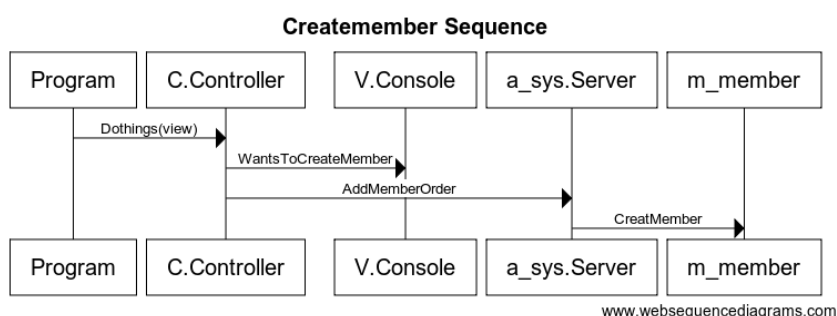 Createmember Sequence
Program C.Controller V.Console a_sys.Server m_member
Dothings(view)
WantsToCreateMember
AddMemberOrder
CreatMember
Program C.Controller V.Console a_sys.Server m_member
www.websequencediagrams.com